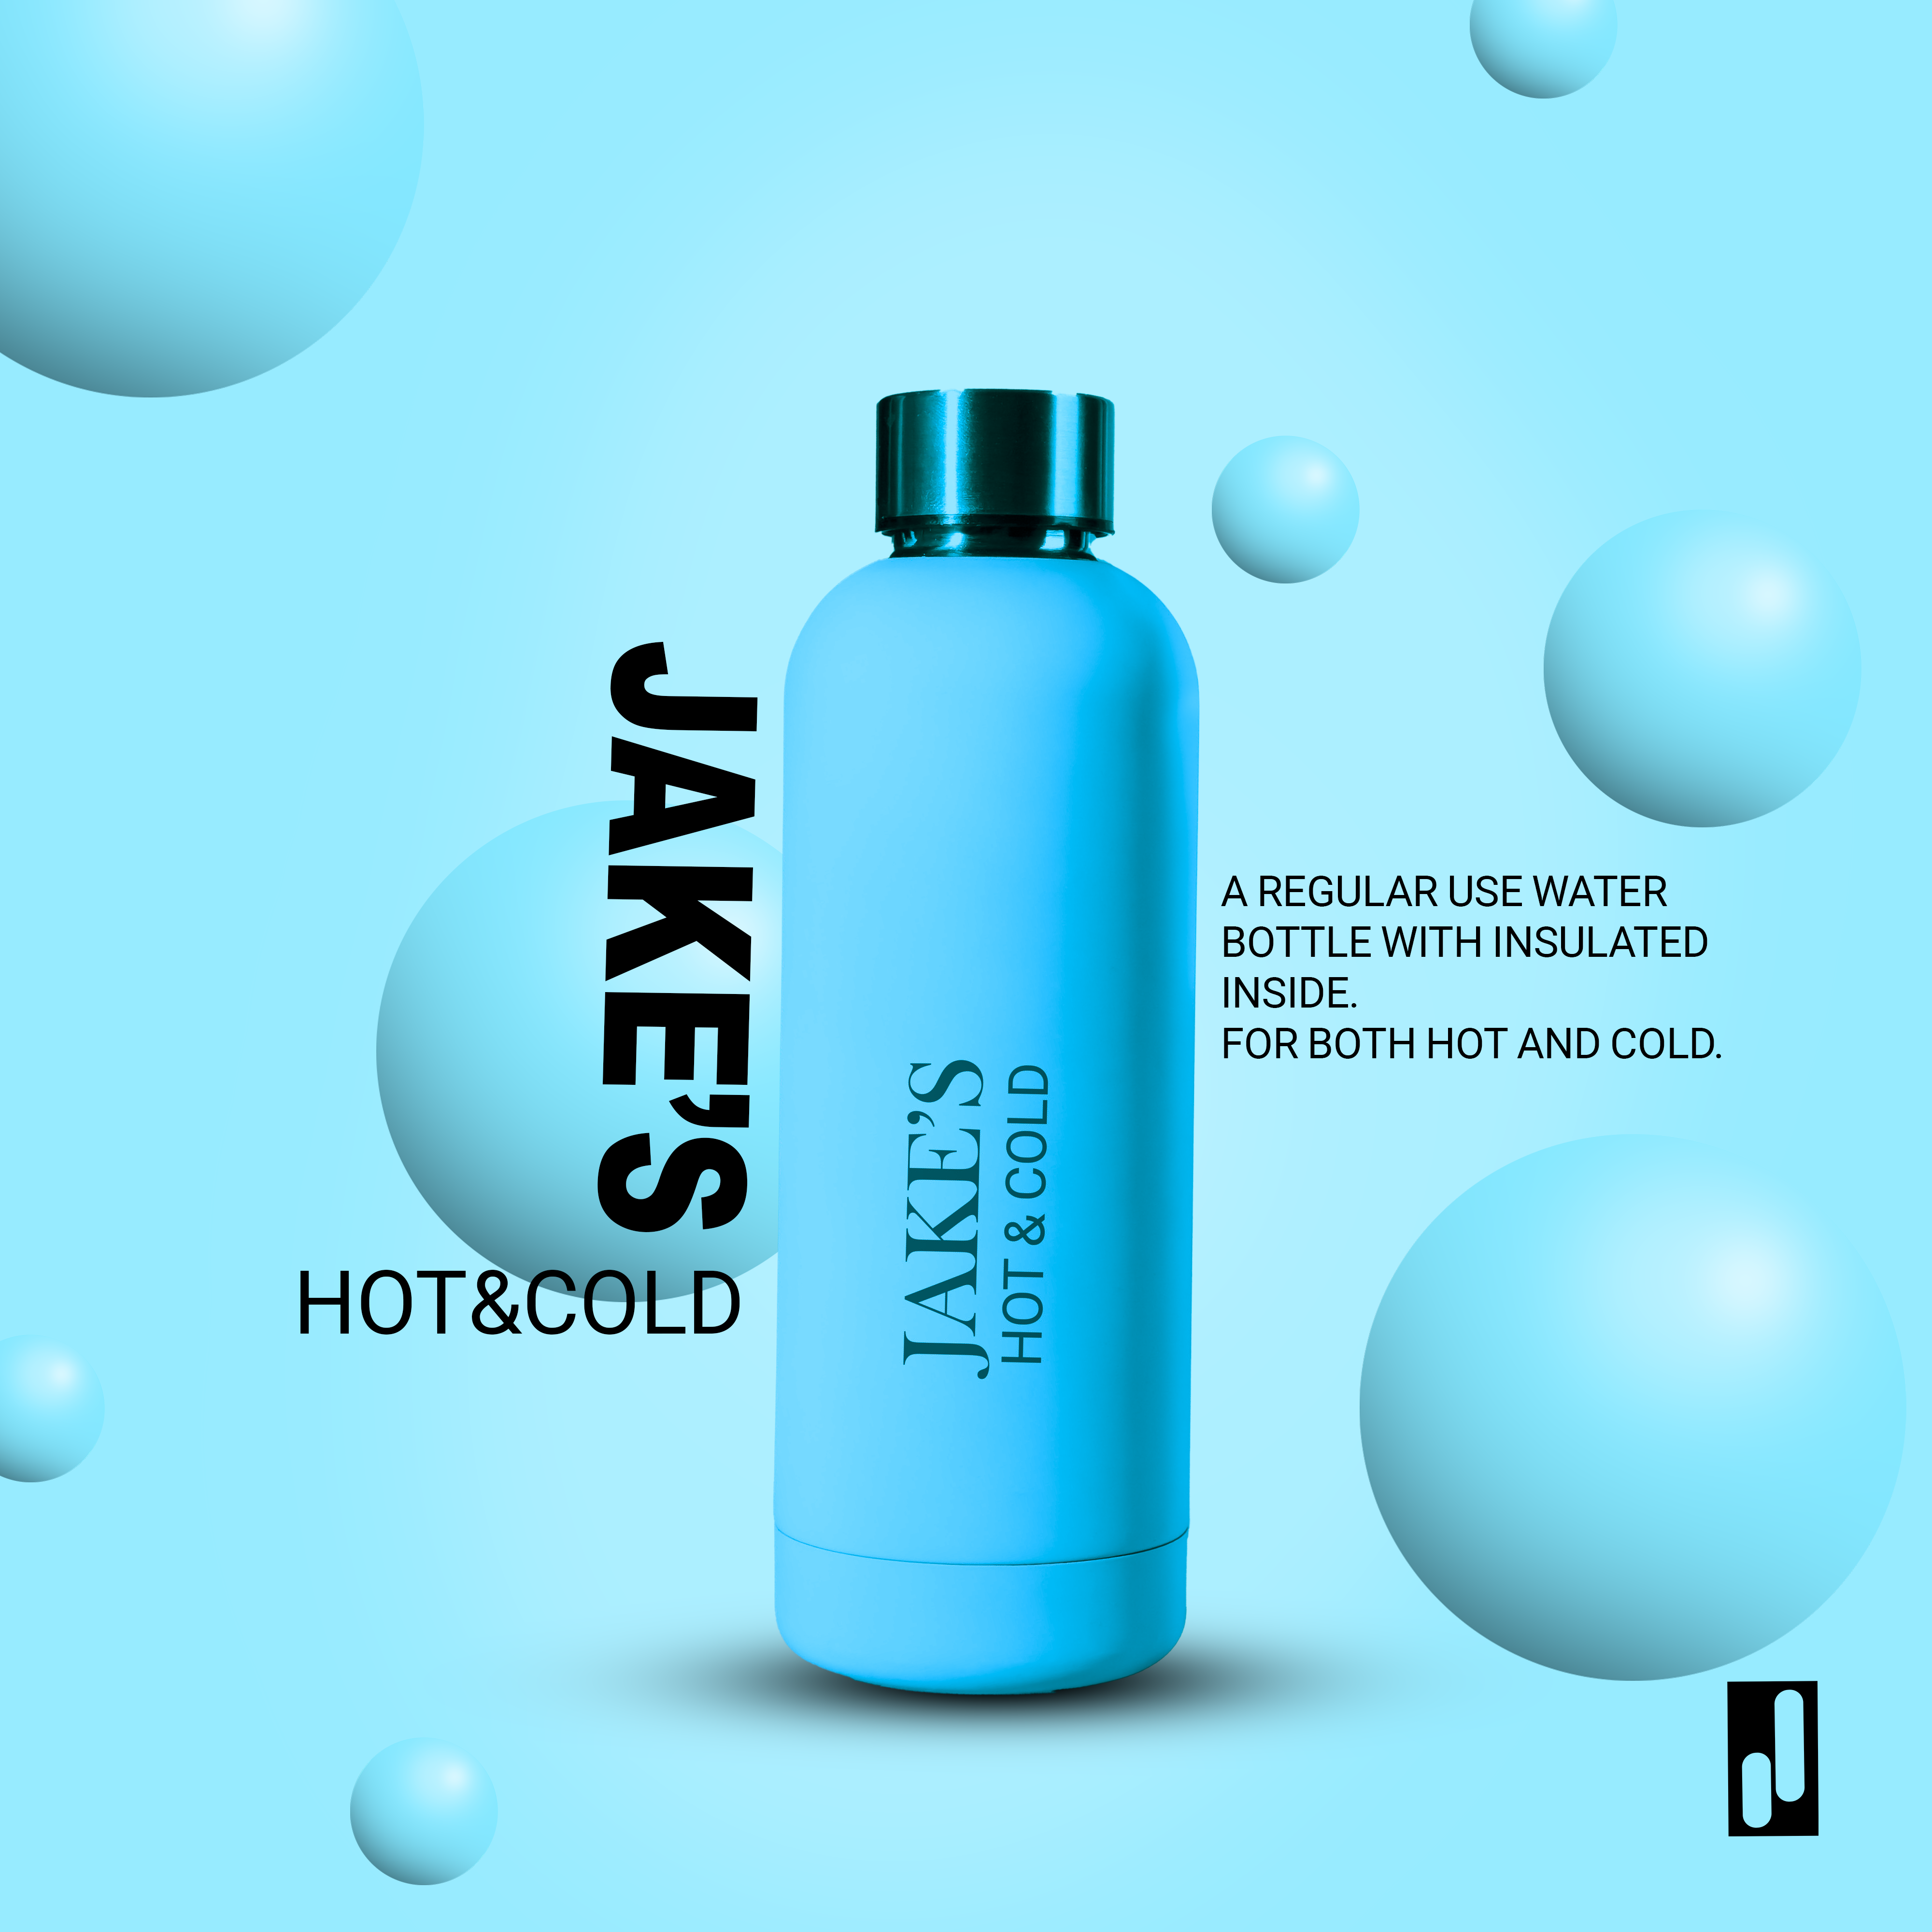 JAKE'S
HOT&COLD
JAKE'S
HOT & COLD
A REGULAR USE WATER
BOTTLE WITH INSULATED
INSIDE.
FOR BOTH HOT AND COLD.